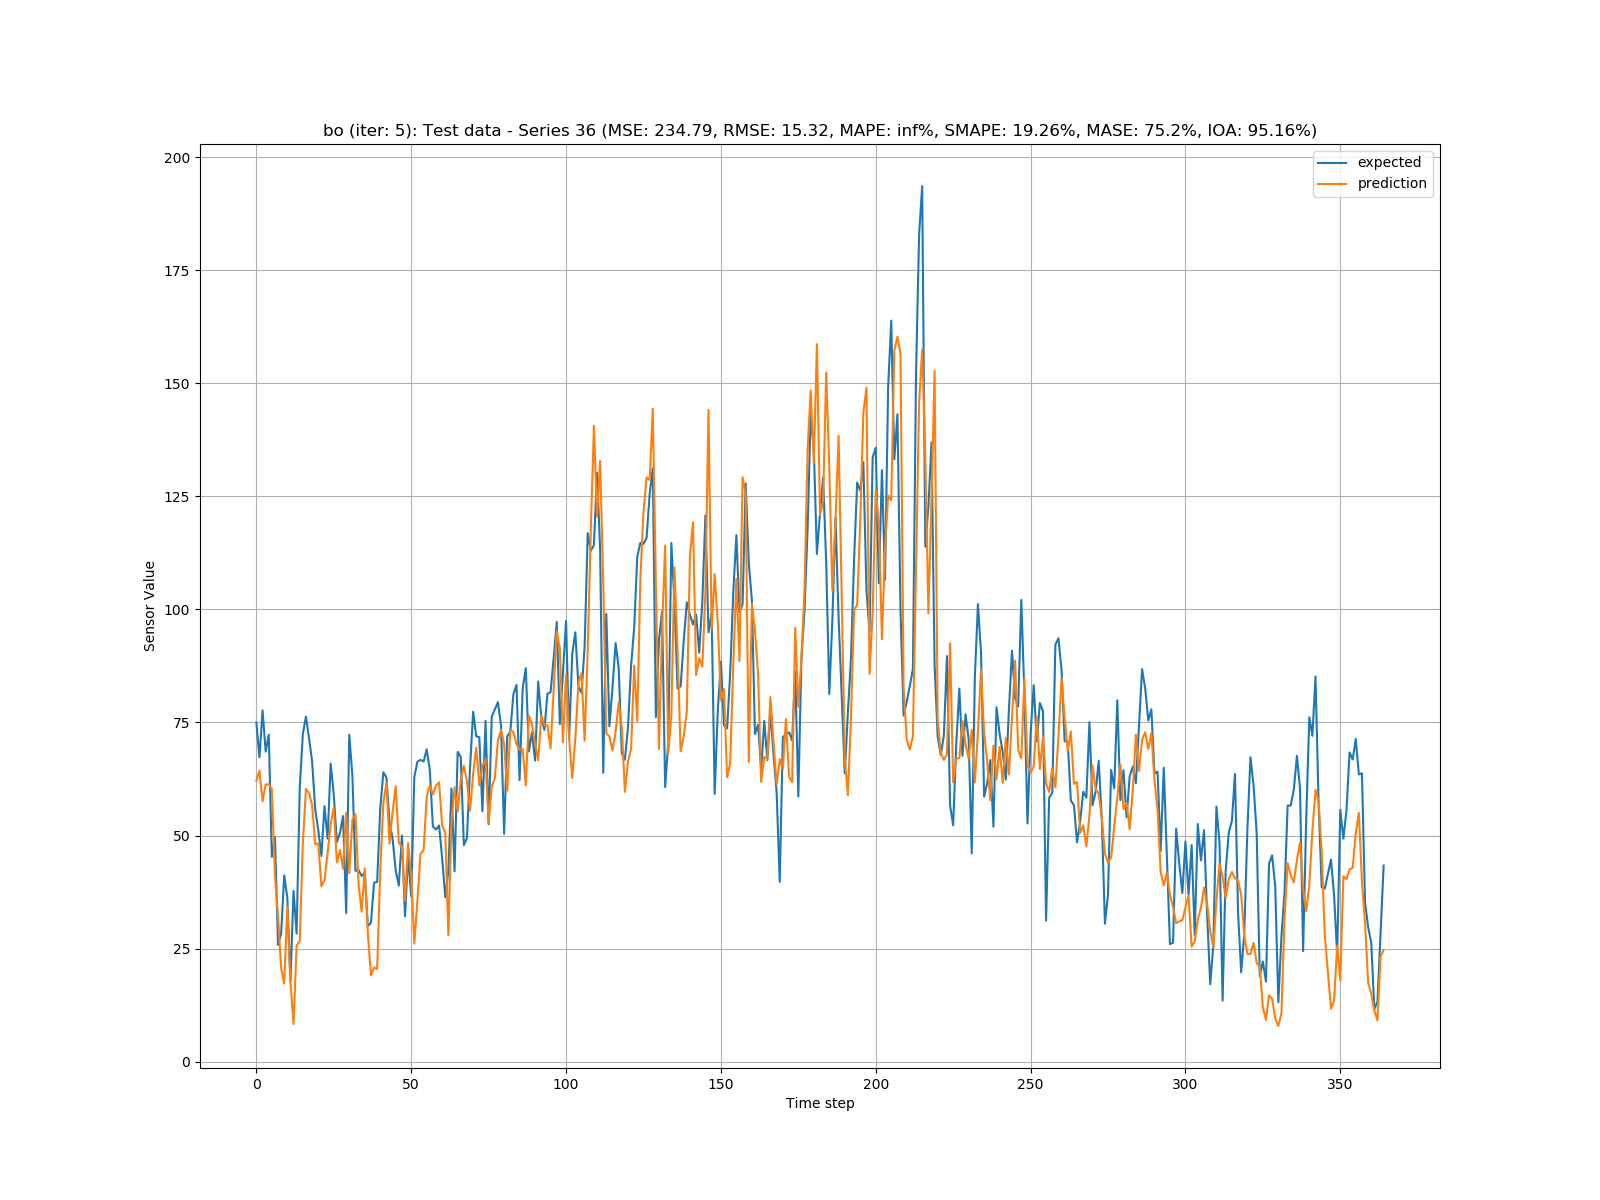 bo (iter: 5): Test data - Series 36 (MSE: 234.79, RMSE: 15.32, MAPE: inf%, SMAPE: 19.26%, MASE: 75.2%, IOA: 95.16%)
expected
prediction
200
175
150
125
100
75
50
25
0
Sensor Value
0 50 100 150 200 250 300 350
Time step